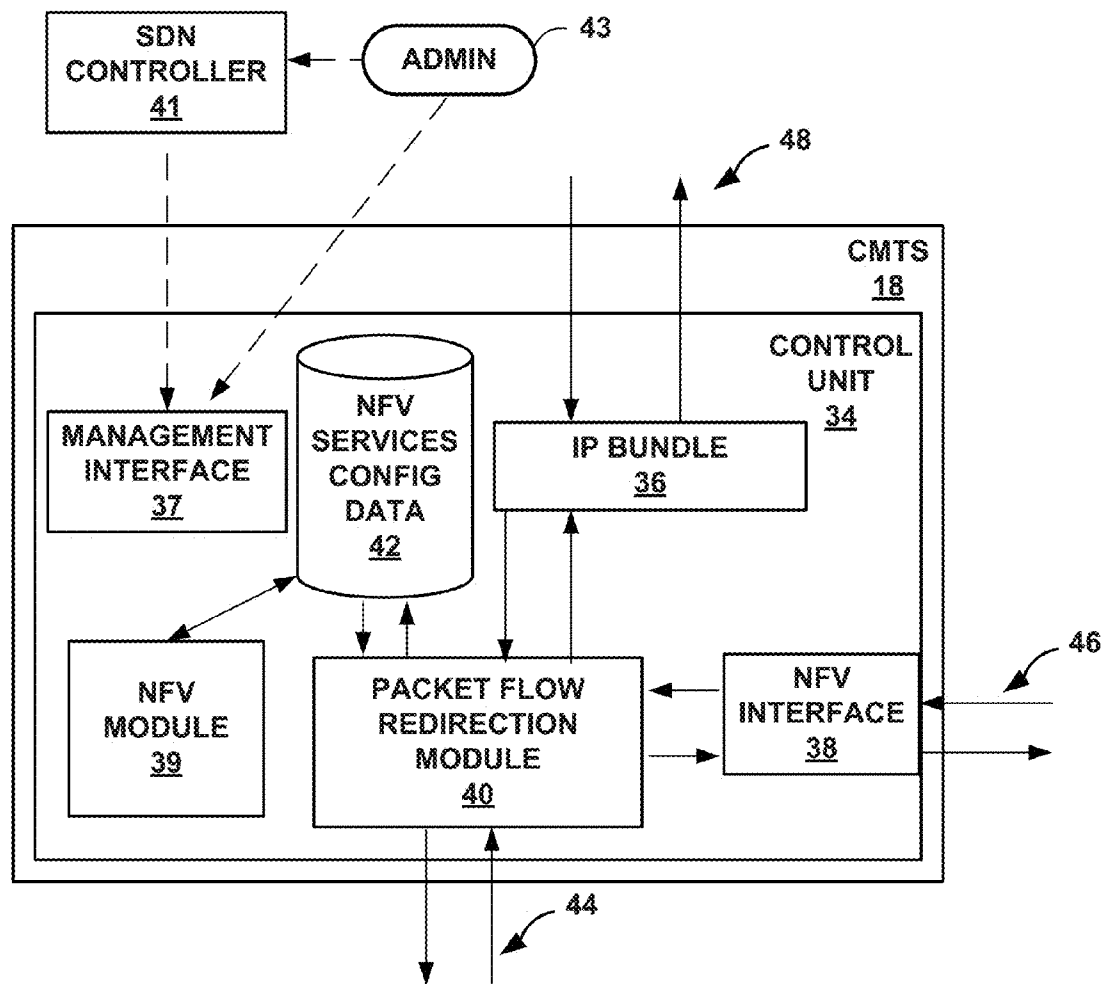 SDN
CONTROLLER
41
ADMIN
43
48
CMTS
18
CONTROL
UNIT
34
MANAGEMENT
INTERFACE
37
NFV
SERVICES
CONFIG
DATA
42
IP BUNDLE
36
NFV
MODULE
39
PACKET FLOW
REDIRECTION
MODULE
40
NFV
INTERFACE
38
46
44